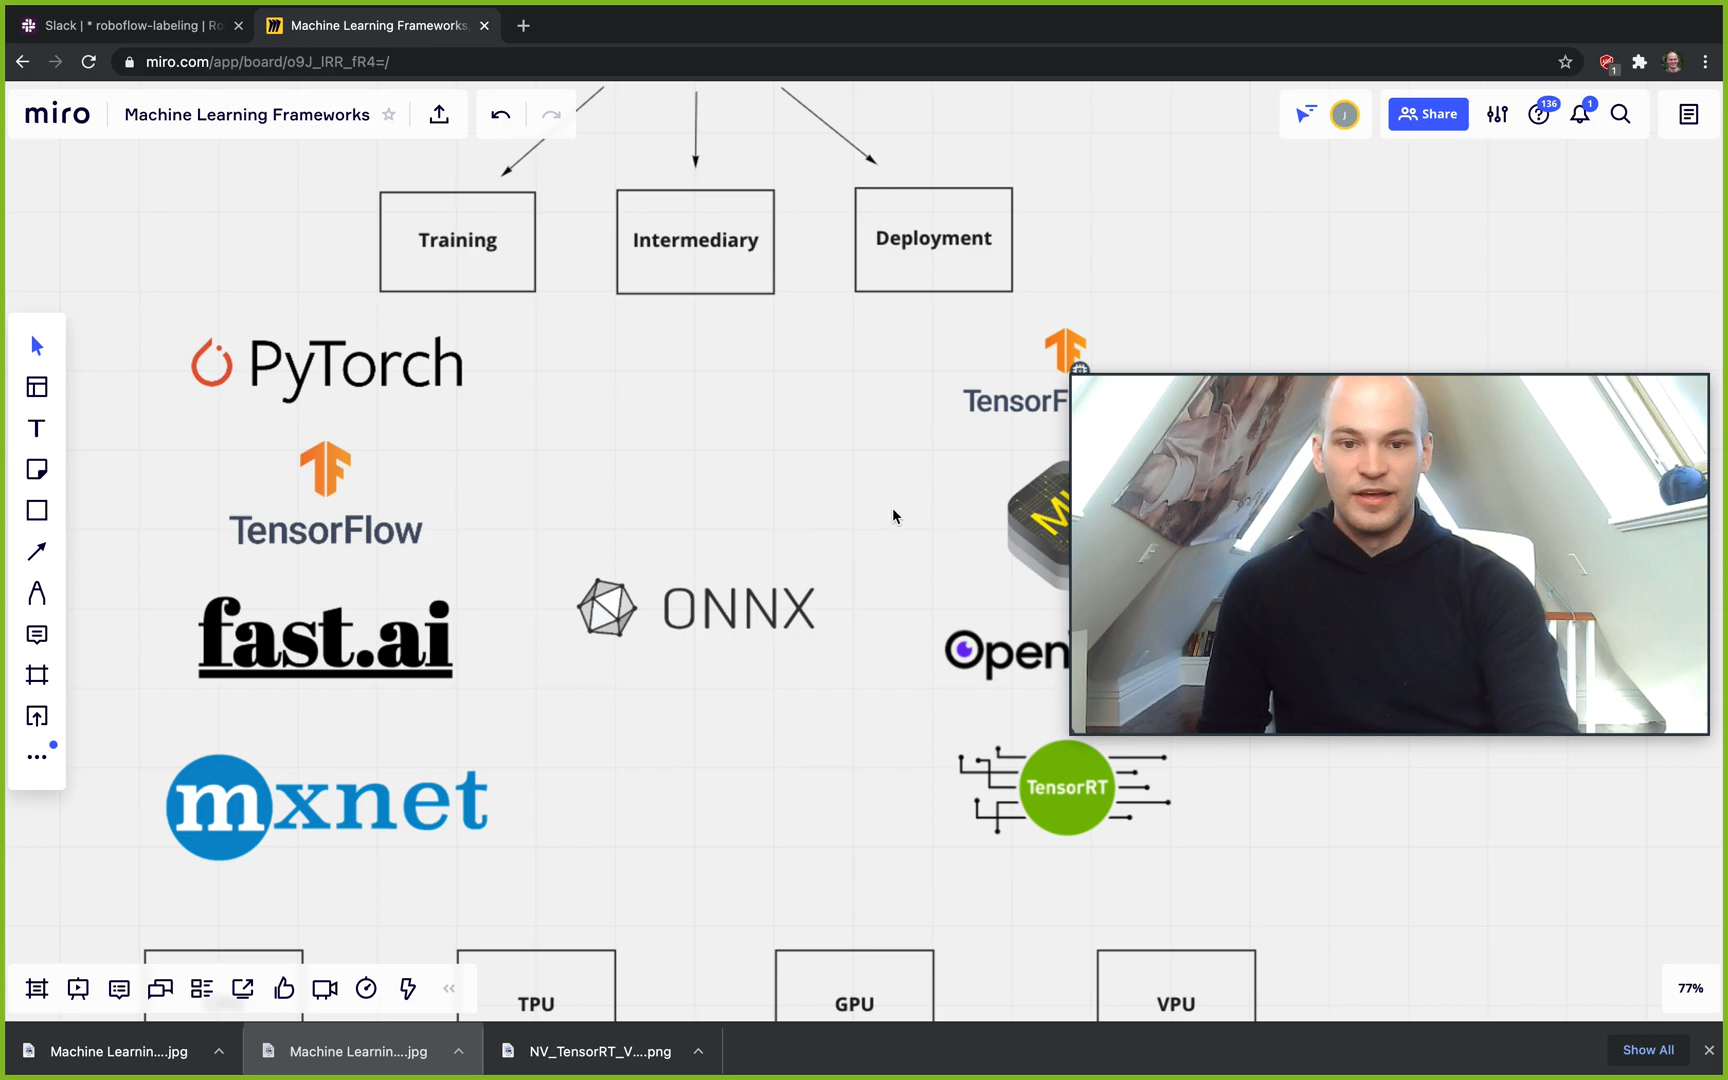 Slack | * roboflow-labeling | Ro
Machine Learning Frameworks,
miro.com/app/board/o9J_lRR_fR4=/
1
miro
Machine Learning Frameworks
J
Share
136
1
Training
Intermediary
Deployment
PyTorch
TensorF
TensorFlow
fast.ai
ONNX
Open
mxnet
TensorRT
TPU
GPU
VPU
77%
Machine Learnin....jpg
Machine Learnin....jpg
NV_TensorRT_V....png
Show All